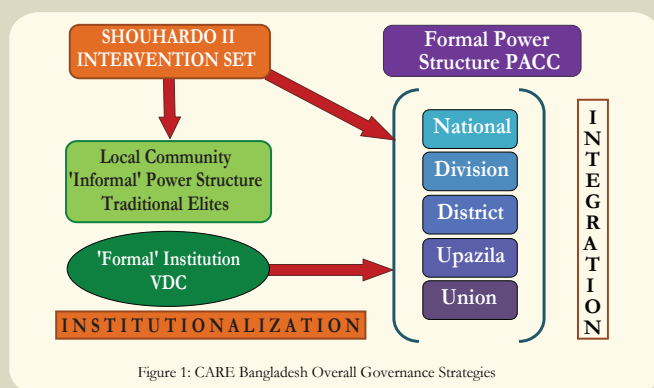 SHOUHARDO II
INTERVENTION SET
Formal Power
Structure PACC
Local Community
'Informal' Power Structure
Traditional Elites
'Formal' Institution
VDC
INSTITUTIONALIZATION
National
Division
District
Upazila
Union
INTEGRATION
Figure 1: CARE Bangladesh Overall Governance Strategies